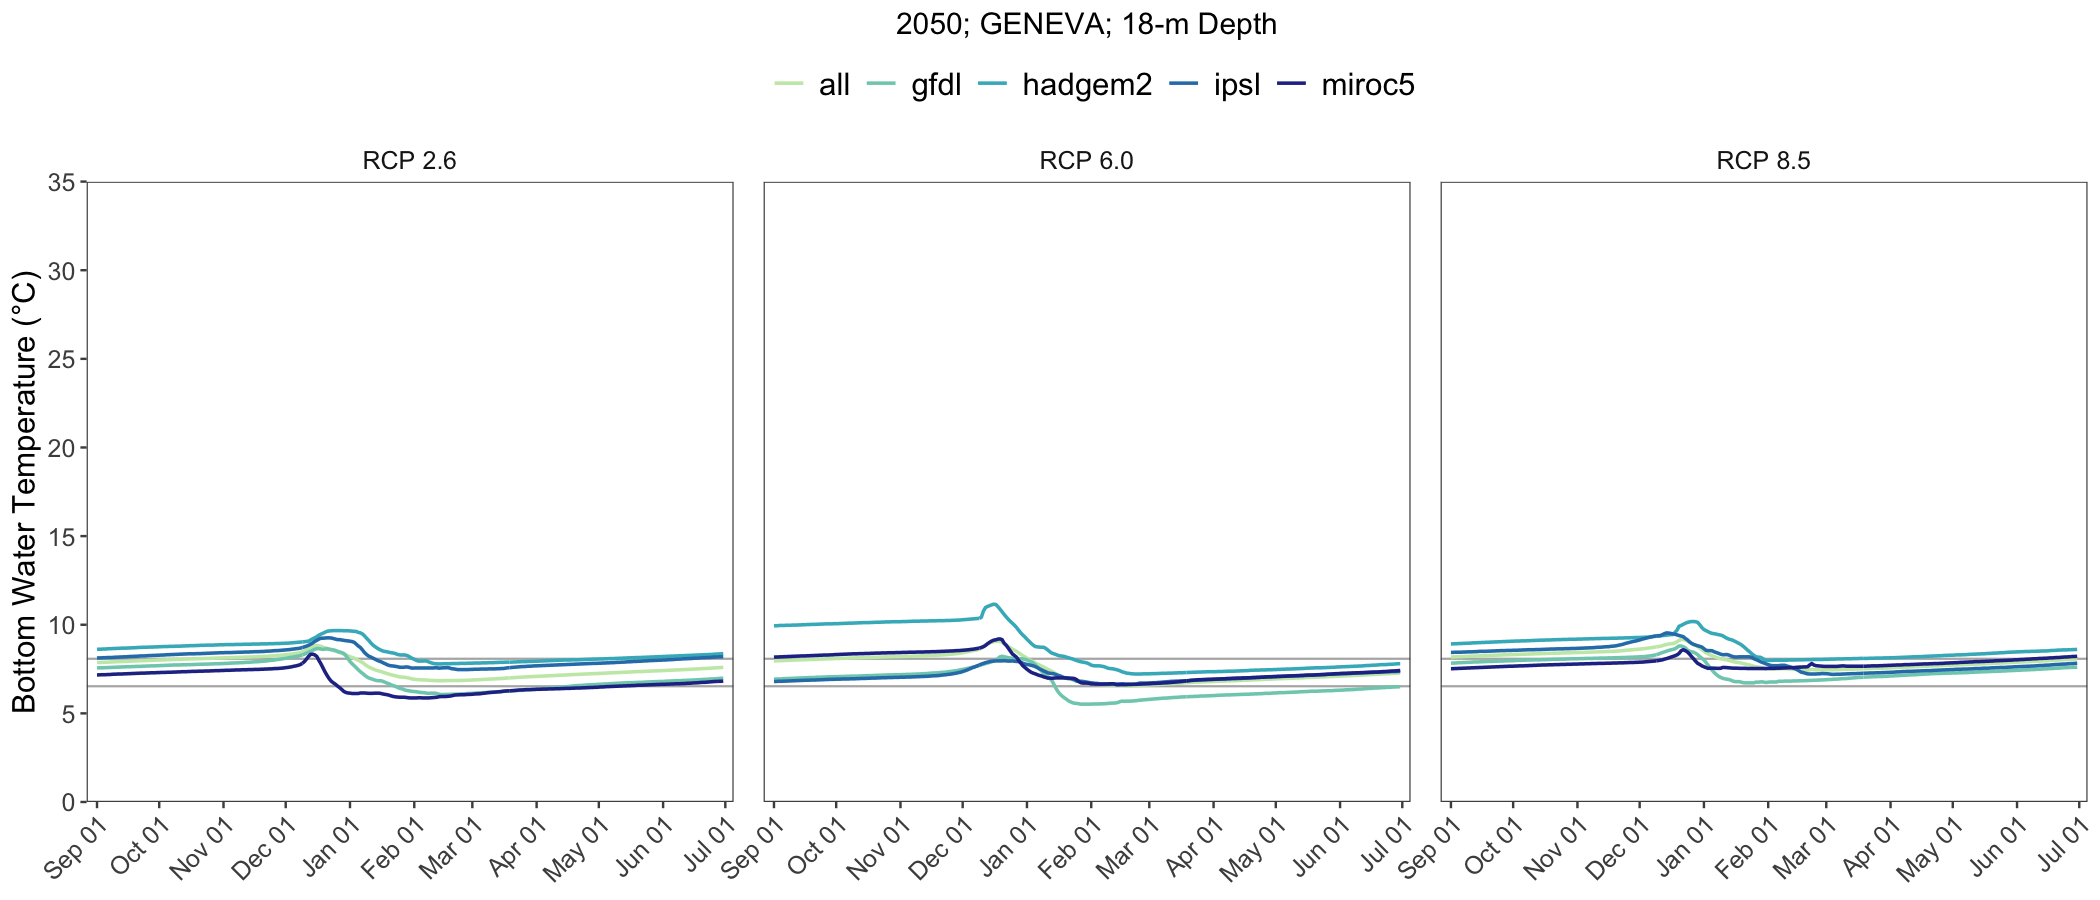 2050; GENEVA; 18-m Depth
all gfdl hadgem2 ipsl miroc5
RCP 2.6 RCP 6.0 RCP 8.5
Bottom Water Temperature (°C)
35
30
25
20
15
10
5
0
Sep 01 Oct 01 Nov 01 Dec 01 Jan 01 Feb 01 Mar 01 Apr 01 May 01 Jun 01 Jul 01 Sep 01 Oct 01 Nov 01 Dec 01 Jan 01 Feb 01 Mar 01 Apr 01 May 01 Jun 01 Jul 01 Sep 01 Oct 01 Nov 01 Dec 01 Jan 01 Feb 01 Mar 01 Apr 01 May 01 Jun 01 Jul 01